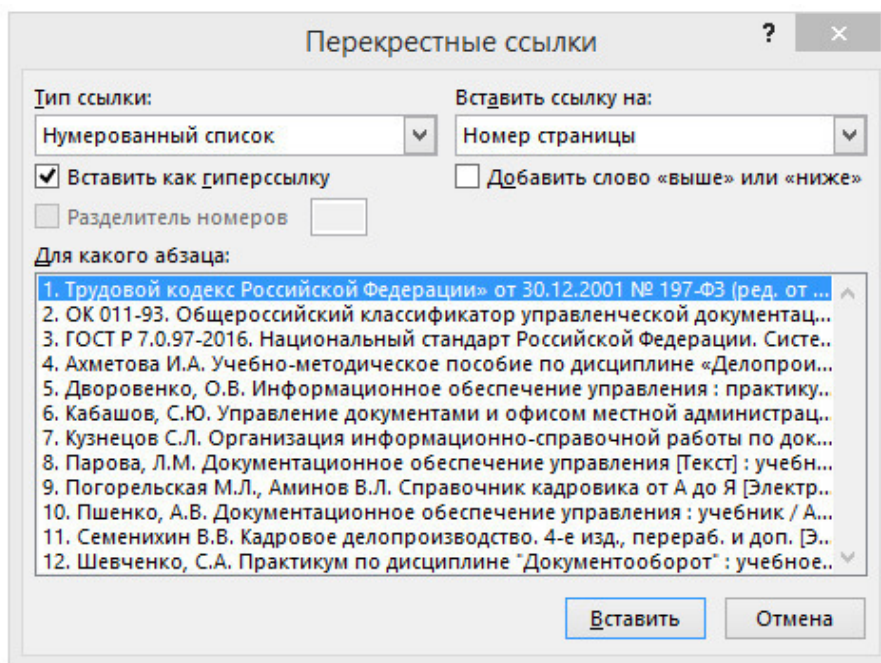 Перекрестные ссылки
?
Тип ссылки:
Вставить ссылку на:
Нумерованный список
Номер страницы
Вставить как гиперссылку
Добавить слово «выше» или «ниже»
Разделитель номеров
Для какого абзаца:
1. Трудовой кодекс Российской Федерации» от 30.12.2001 № 197-ФЗ (ред. от ...
2. ОК 011-93. Общероссийский классификатор управленческой документац...
3. ГОСТ Р 7.0.97-2016. Национальный стандарт Российской Федерации. Систе...
4. Ахметова И.А. Учебно-методическое пособие по дисциплине «Делопрои...
5. Дворовенко, О.В. Информационное обеспечение управления : практику...
6. Кабашов, С.Ю. Управление документами и офисом местной администрац...
7. Кузнецов С.Л. Организация информационно-справочной работы по док...
8. Парова, Л.М. Документационное обеспечение управления [Текст] : учебн...
9. Погорельская М.Л., Аминов В.Л. Справочник кадровика от А до Я [Электр...
10. Пшенко, А.В. Документационное обеспечение управления : учебник / А...
11. Семенихин В.В. Кадровое делопроизводство. 4-е изд., перераб. и доп. [Э...
12. Шевченко, С.А. Практикум по дисциплине "Документооборот" : учебное...
Вставить
Отмена